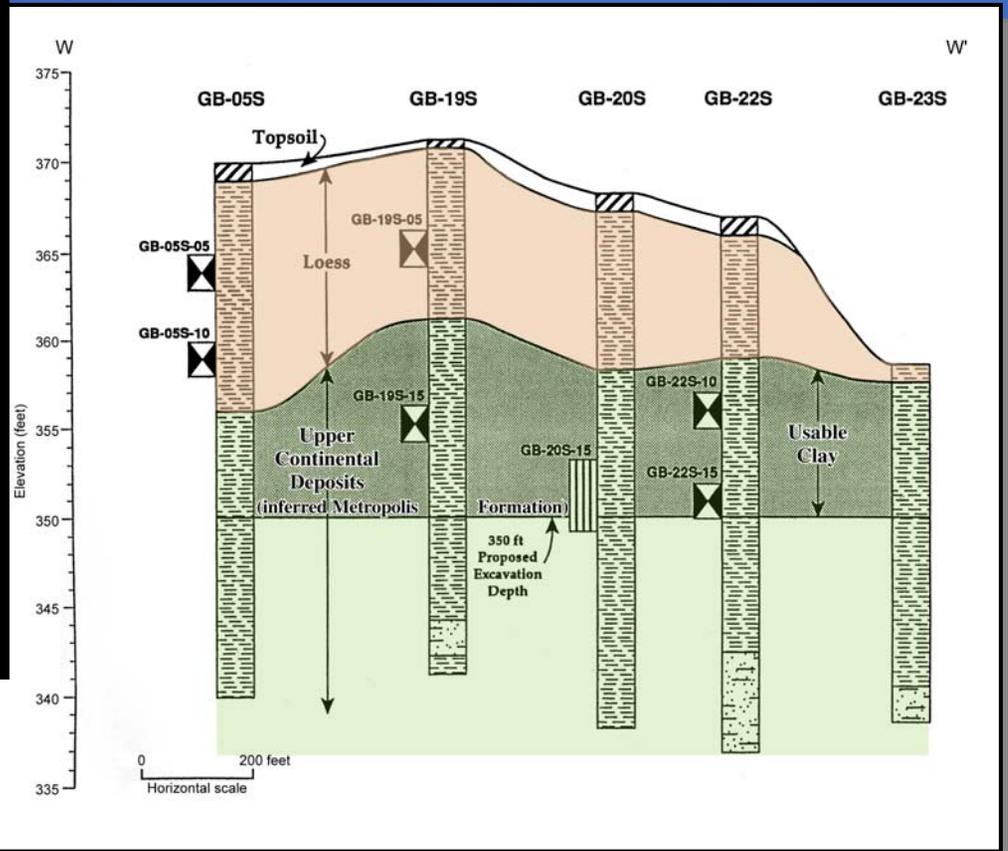 W
W'
375
GB-05S
GB-19S
GB-20S
GB-22S
GB-23S
Topsoil
370
GB-19S-05
GB-05S-05
365
Loess
GB-05S-10
360
GB-22S-10
GB-19S-15
Elevation (feet)
355
Upper
Continental
Deposits
(inferred Metropolis Formation)
Usable
Clay
GB-20S-15
GB-22S-15
350
350 ft
Proposed
Excavation
Depth
345
340
0 200 feet
Horizontal scale
335